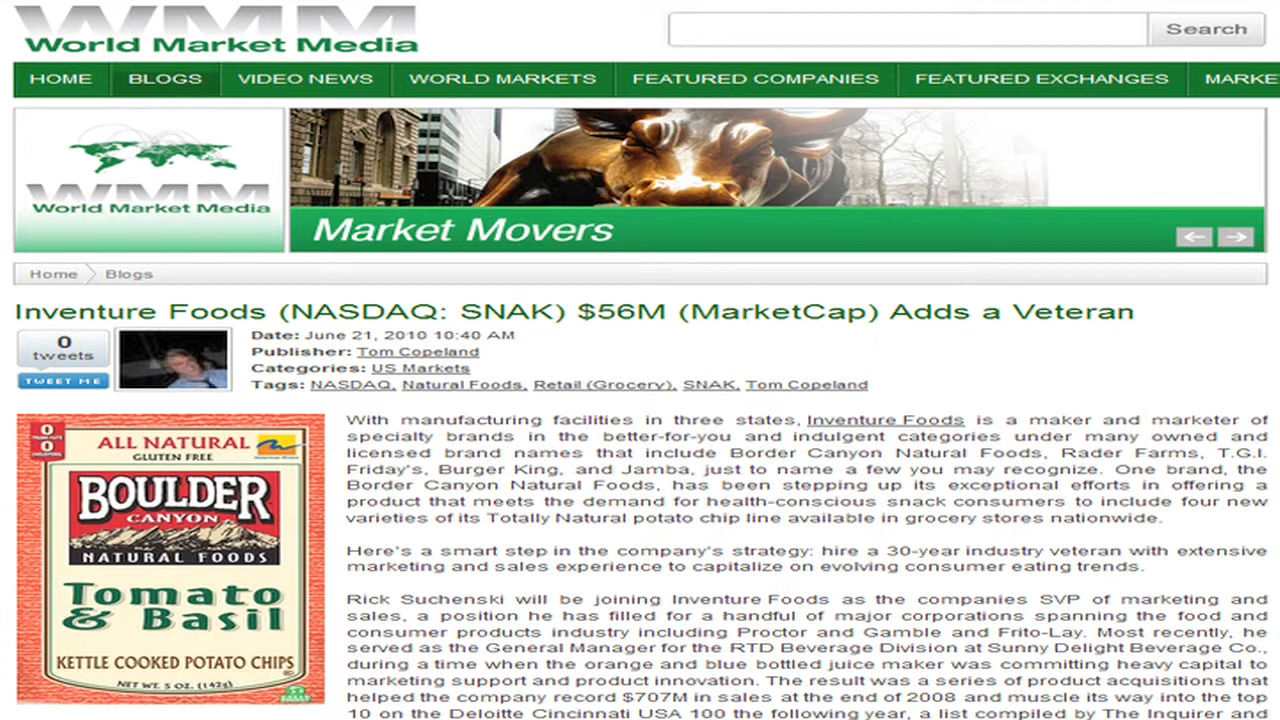 WMM
World Market Media
Search
HOME BLOGS VIDEO NEWS WORLD MARKETS FEATURED COMPANIES FEATURED EXCHANGES MARKE
WMM
World Market Media
Market Movers
Home Blogs
Inventure Foods (NASDAQ: SNAK) $56M (MarketCap) Adds a Veteran
0
tweets
TWEET ME
Date: June 21, 2010 10:40 AM
Publisher: Tom Copeland
Categories: US Markets
Tags: NASDAQ, Natural Foods, Retail (Grocery), SNAK, Tom Copeland
0
0
ALL NATURAL
GLUTEN FREE
BOULDER
CANYON
NATURAL FOODS
Tomato
& Basil
KETTLE COOKED POTATO CHIPS
NET WT. 5 OZ. (142g)
With manufacturing facilities in three states, Inventure Foods is a maker and marketer of
specialty brands in the better-for-you and indulgent categories under many owned and
licensed brand names that include Border Canyon Natural Foods, Rader Farms, T.G.I.
Friday's, Burger King, and Jamba, just to name a few you may recognize. One brand, the
Border Canyon Natural Foods, has been stepping up its exceptional efforts in offering a
product that meets the demand for health-conscious snack consumers to include four new
varieties of its Totally Natural potato chip line available in grocery stores nationwide.
Here's a smart step in the company's strategy: hire a 30-year industry veteran with extensive
marketing and sales experience to capitalize on evolving consumer eating trends.
Rick Suchenski will be joining Inventure Foods as the companies SVP of marketing and
sales, a position he has filled for a handful of major corporations spanning the food and
consumer products industry including Proctor and Gamble and Frito-Lay. Most recently, he
served as the General Manager for the RTD Beverage Division at Sunny Delight Beverage Co.,
during a time when the orange and blue bottled juice maker was committing heavy capital to
marketing support and product innovation. The result was a series of product acquisitions that
helped the company record $707M in sales at the end of 2008 and muscle its way into the top
10 on the Deloitte Cincinnati USA 100 the following year, a list compiled by The Inquirer and